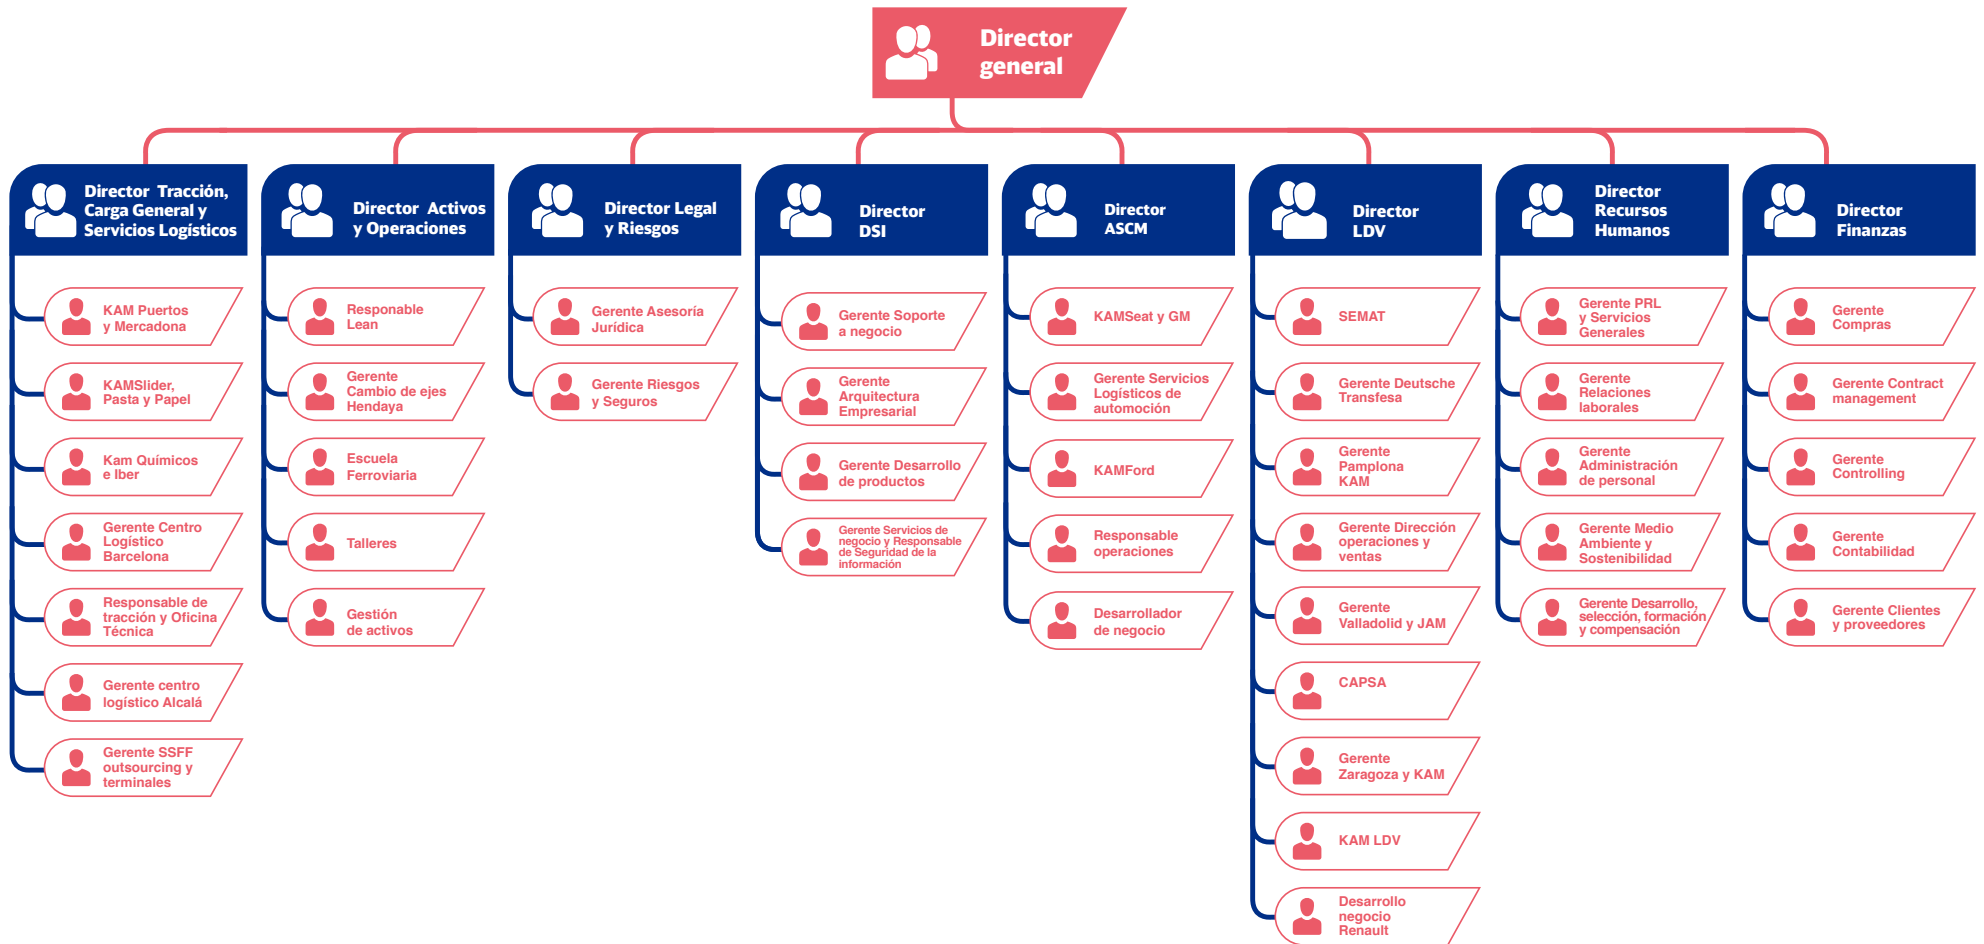 Director
general
Director Tracción,
Carga General y
Servicios Logísticos
KAM Puertos
y Mercadona
KAMSlider,
Pasta y Papel
Kam Químicos
e Iber
Gerente Centro
Logístico
Barcelona
Responsable de
tracción y Oficina
Técnica
Gerente centro
logístico Alcalá
Gerente SSFF
outsourcing y
terminales
Director Activos
y Operaciones
Responable
Lean
Gerente
Cambio de ejes
Hendaya
Escuela
Ferroviaria
Talleres
Gestión
de activos
Director Legal
y Riesgos
Gerente Asesoría
Jurídica
Gerente Riesgos
y Seguros
Director
DSI
Gerente Soporte
a negocio
Gerente
Arquitectura
Empresarial
Gerente Desarrollo
de productos
Gerente Servicios de
negocio y Responsable
de Seguridad de la
información
Director
ASCM
KAMSeat y GM
Gerente Servicios
Logísticos de
automoción
KAMFord
Responsable
operaciones
Desarrollador
de negocio
Director
LDV
SEMAT
Gerente Deutsche
Transfesa
Gerente
Pamplona
KAM
Gerente Dirección
operaciones y
ventas
Gerente
Valladolid y JAM
CAPSA
Gerente
Zaragoza y KAM
KAM LDV
Desarrollo
negocio
Renault
Director
Recursos
Humanos
Gerente PRL
y Servicios
Generales
Gerente
Relaciones
laborales
Gerente
Administración
de personal
Gerente Medio
Ambiente y
Sostenibilidad
Gerente Desarrollo,
selección, formación
y compensación
Director
Finanzas
Gerente
Compras
Gerente Contract
management
Gerente
Controlling
Gerente
Contabilidad
Gerente Clientes
y proveedores